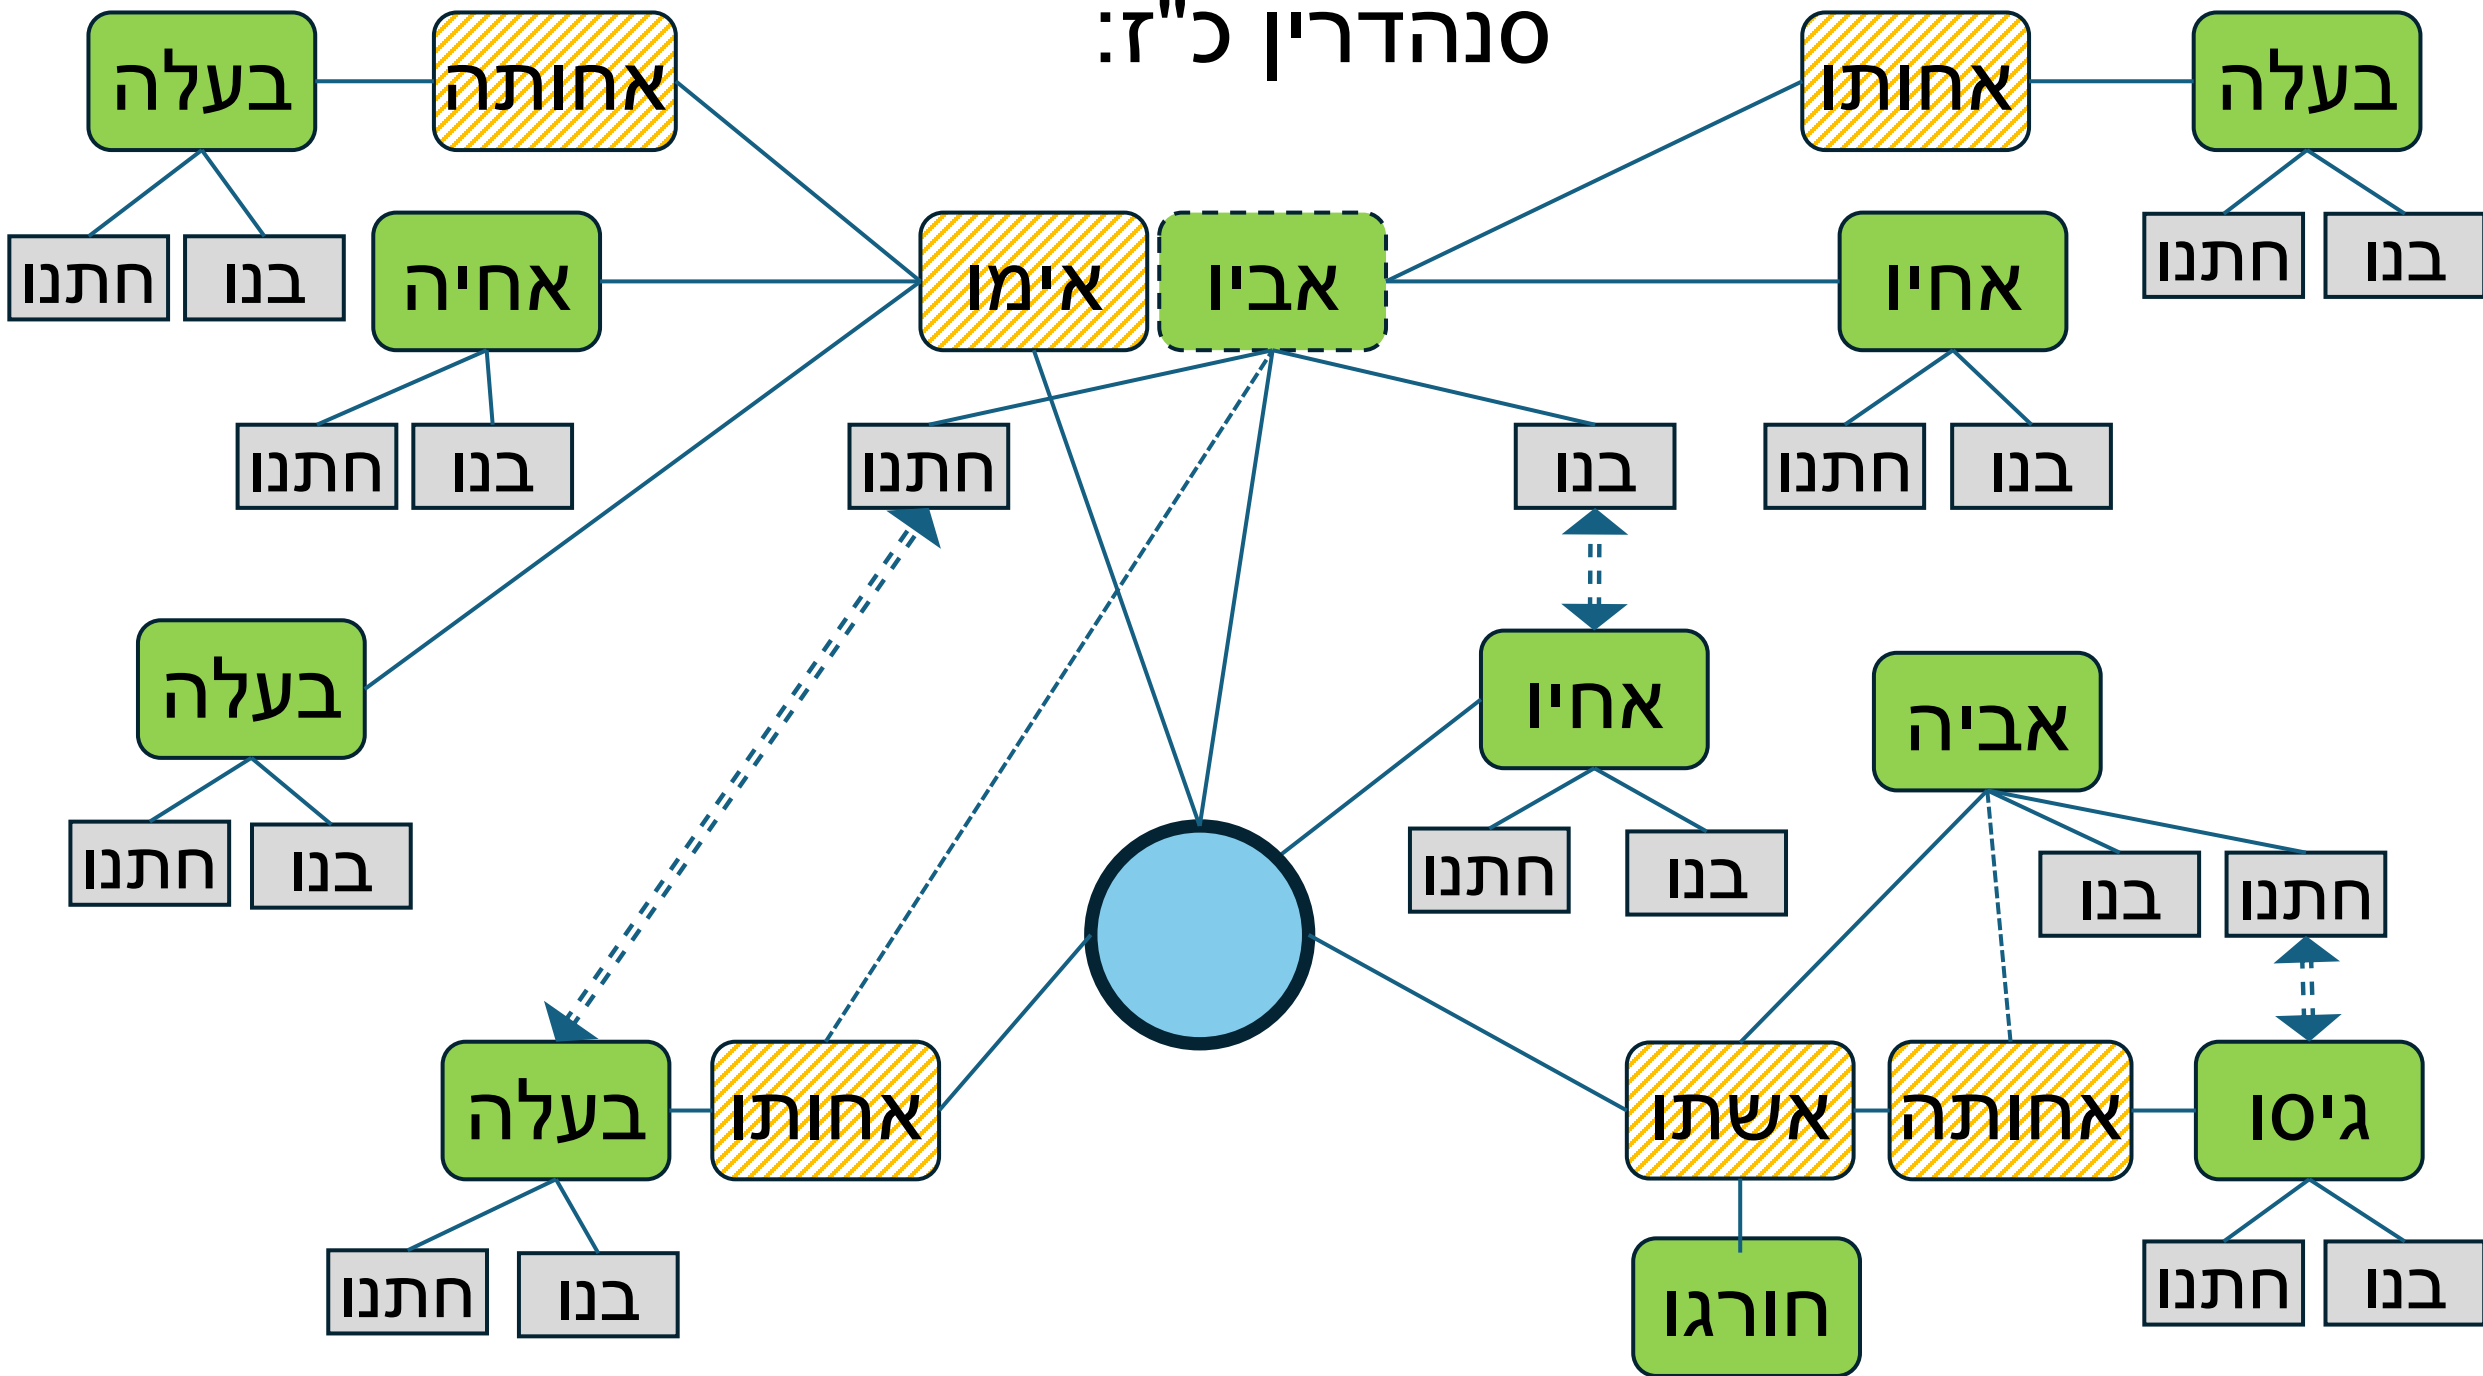 סנהדרין כ"ז:
בעלה
אחותו
אחותה
בעלה
בנו
חתנו
אחיו
אביו
אימו
אחיה
בנו
חתנו
בנו
חתנו
בנו
חתנו
בנו
חתנו
אביה
אחיו
בעלה
חתנו
בנו
בנו
חתנו
בנו
חתנו
גיסו
אחותה
אשתו
אחותו
בעלה
בנו
חתנו
חורגו
בנו
חתנו